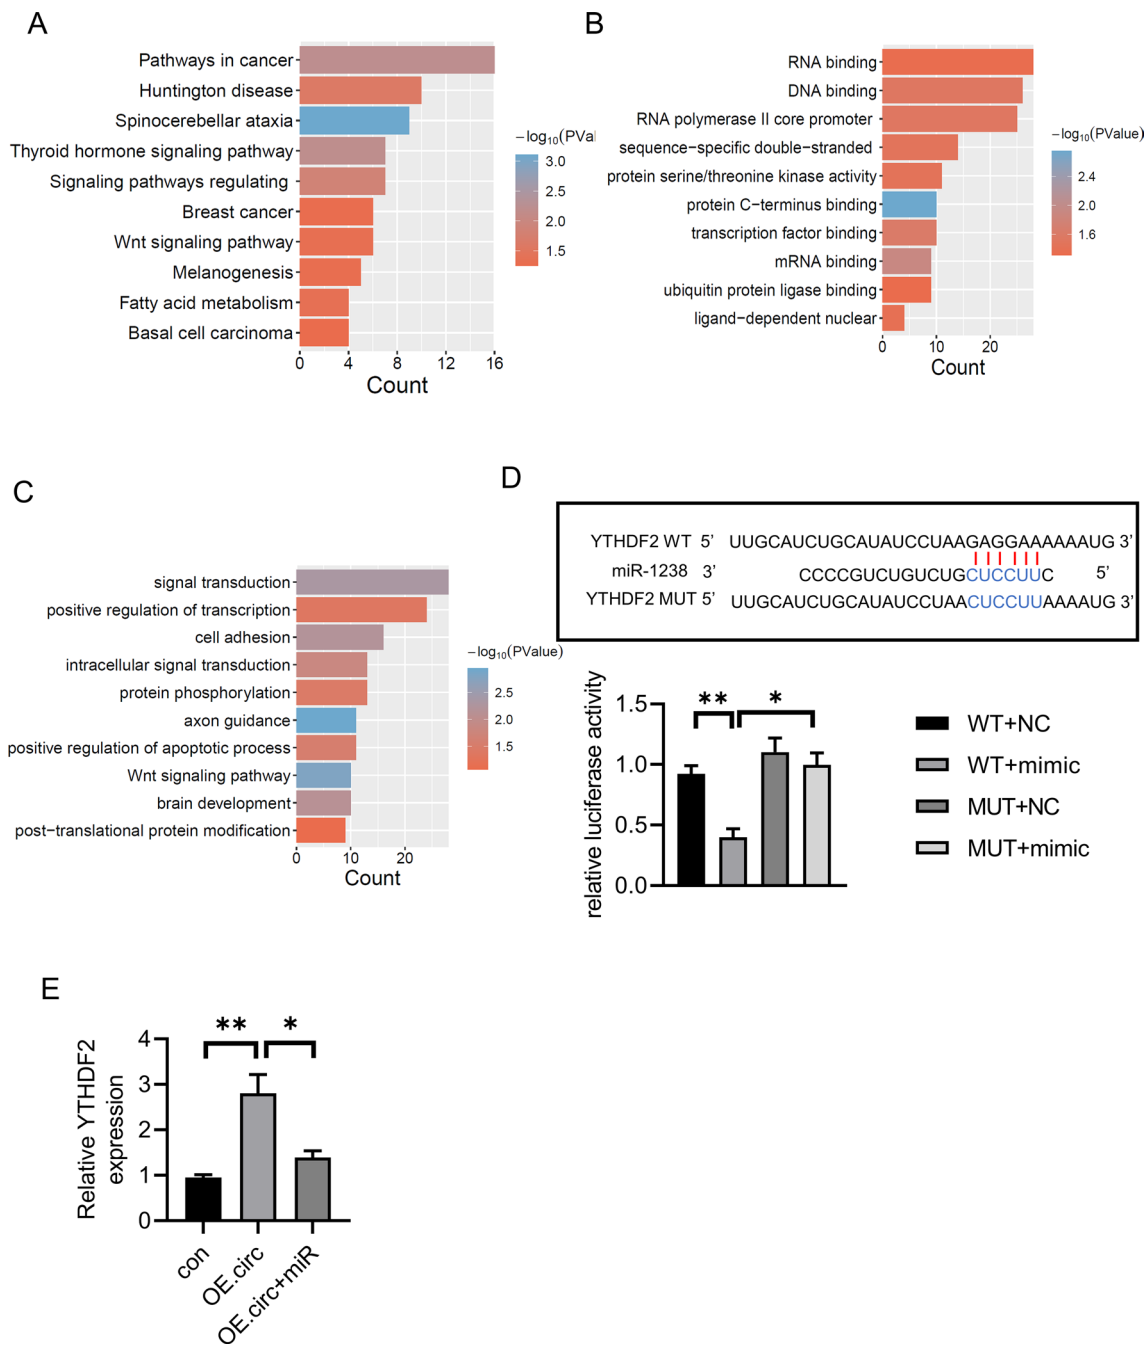 A
Pathways in cancer
Huntington disease
Spinocerebellar ataxia
Thyroid hormone signaling pathway
Signaling pathways regulating
Breast cancer
Wnt signaling pathway
Melanogenesis
Fatty acid metabolism
Basal cell carcinoma
0 4 8 12 16
Count
−log10(PVal
3.0
2.5
2.0
1.5
B
RNA binding
DNA binding
RNA polymerase II core promoter
sequence−specific double−stranded
protein serine/threonine kinase activity
protein C−terminus binding
transcription factor binding
mRNA binding
ubiquitin protein ligase binding
ligand−dependent nuclear
0 10 20
Count
−log10(PValue)
2.4
2.0
1.6
C
signal transduction
positive regulation of transcription
cell adhesion
intracellular signal transduction
protein phosphorylation
axon guidance
positive regulation of apoptotic process
Wnt signaling pathway
brain development
post−translational protein modification
0 10 20
Count
−log10(PValue)
2.5
2.0
1.5
D
YTHDF2 WT 5’ UUGCAUCUGCAUAUCCUAAGAGGAAAAAAUG 3’
miR-1238 3’ CCCCGUCUGUCUGCUCCUUC 5’
YTHDF2 MUT 5’ UUGCAUCUGCAUAUCCUAACUCCUUAAAAUG 3’
relative luciferase activity
1.5
1.0
0.5
0.0
** *
WT+NC
WT+mimic
MUT+NC
MUT+mimic
E
Relative YTHDF2
expression
4
3
2
1
0
** *
con
OE.circ
OE.circ+miR